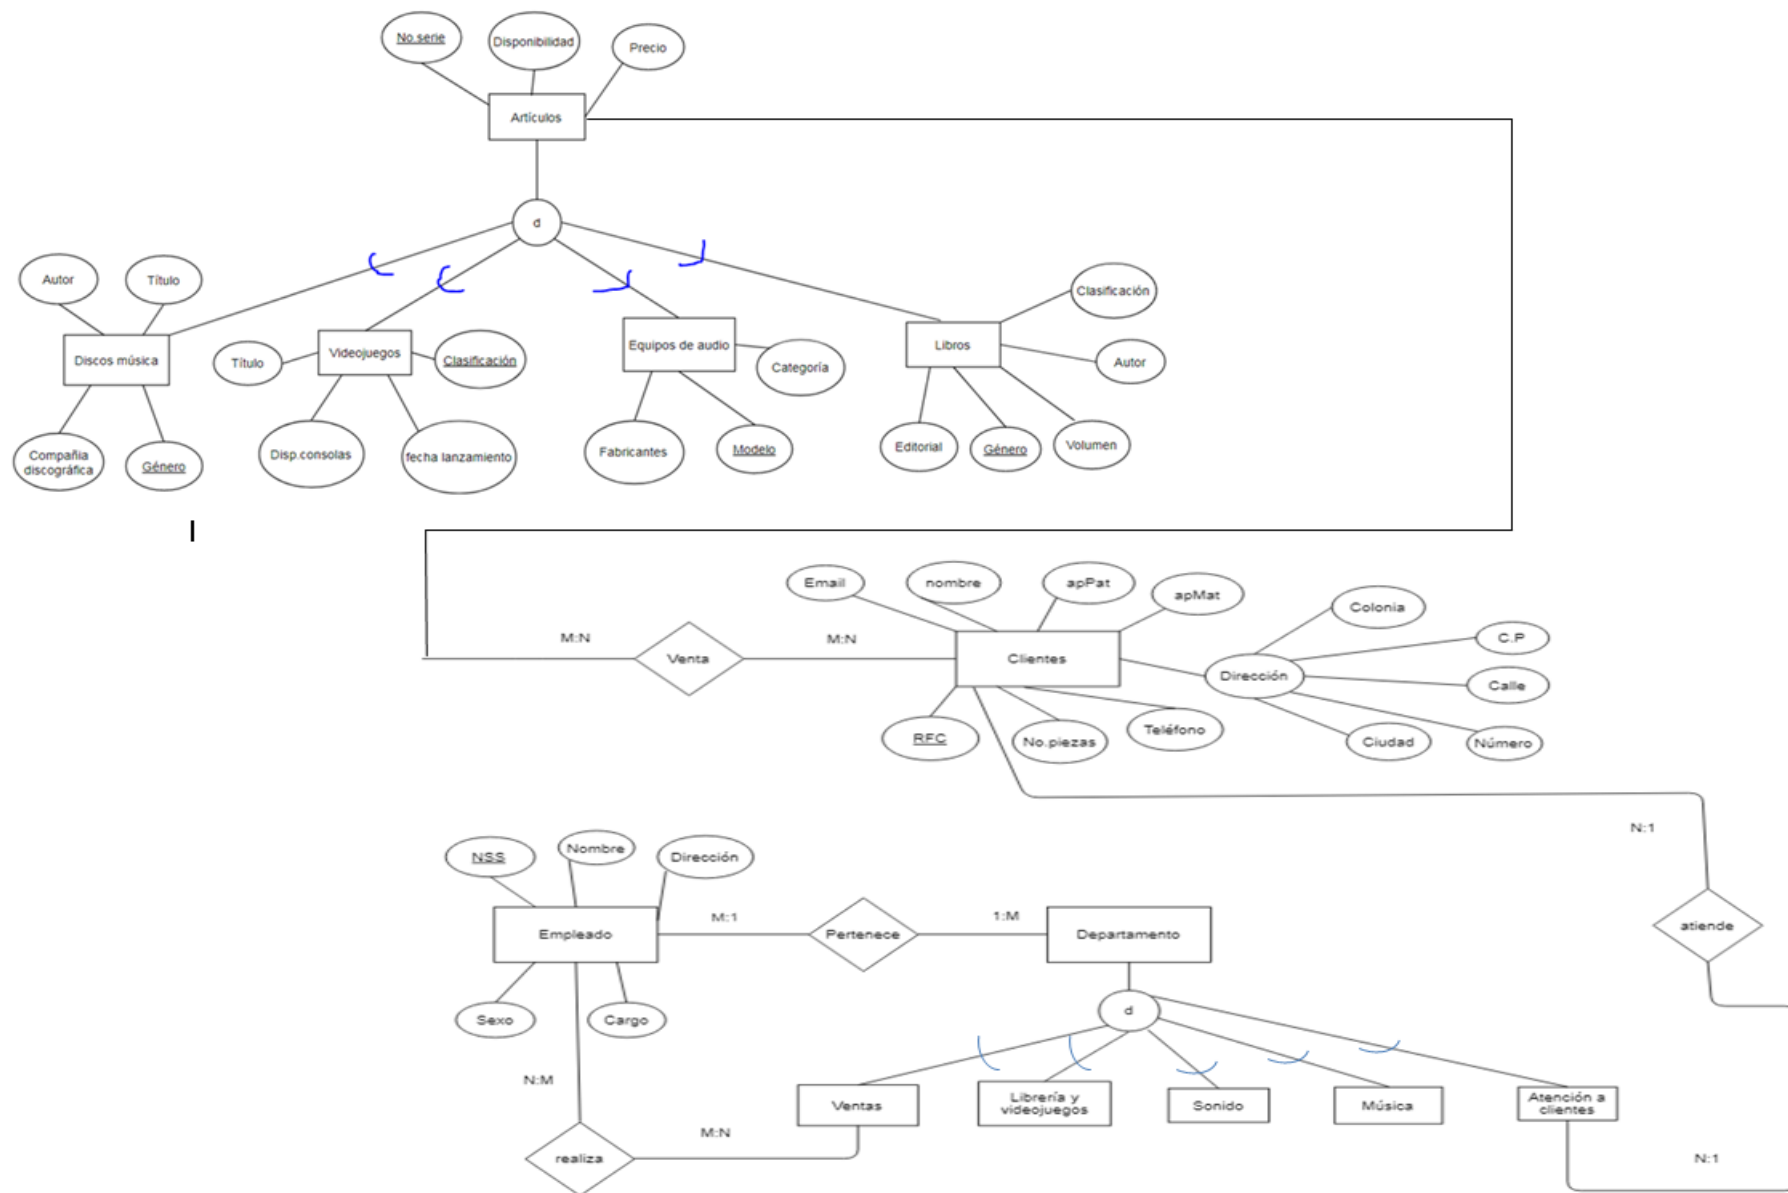 No.serie
Disponibilidad
Precio
Artículos
d
Autor
Título
Discos música
Compañia
discográfica
Género
Título
Videojuegos
Clasificación
Disp.consolas
fecha lanzamiento
Equipos de audio
Categoría
Fabricantes
Modelo
Libros
Clasificación
Autor
Editorial
Género
Volumen
Email
nombre
apPat
apMat
Colonia
C.P
M:N
Venta
M:N
Clientes
Dirección
Calle
RFC
No.piezas
Teléfono
Ciudad
Número
N:1
NSS
Nombre
Dirección
Empleado
M:1
Pertenece
1:M
Departamento
atiende
Sexo
Cargo
d
N:M
Ventas
Librería y
videojuegos
Sonido
Música
Atención a
clientes
realiza
M:N
N:1